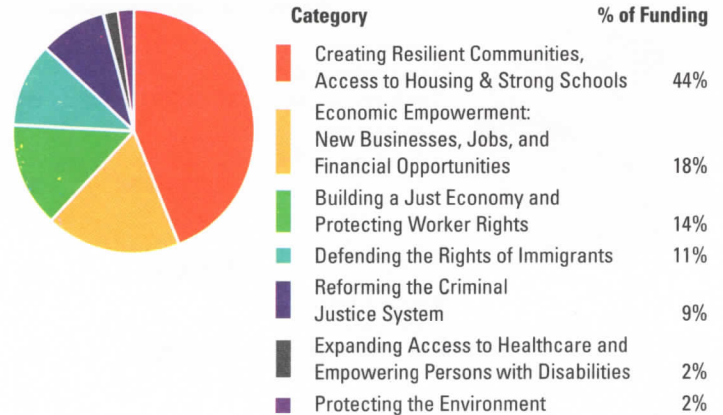 Category % of Funding
Creating Resilient Communities,
Access to Housing & Strong Schools 44%
Economic Empowerment:
New Businesses, Jobs, and
Financial Opportunities 18%
Building a Just Economy and
Protecting Worker Rights 14%
Defending the Rights of Immigrants 11%
Reforming the Criminal
Justice System 9%
Expanding Access to Healthcare and
Empowering Persons with Disabilities 2%
Protecting the Environment 2%